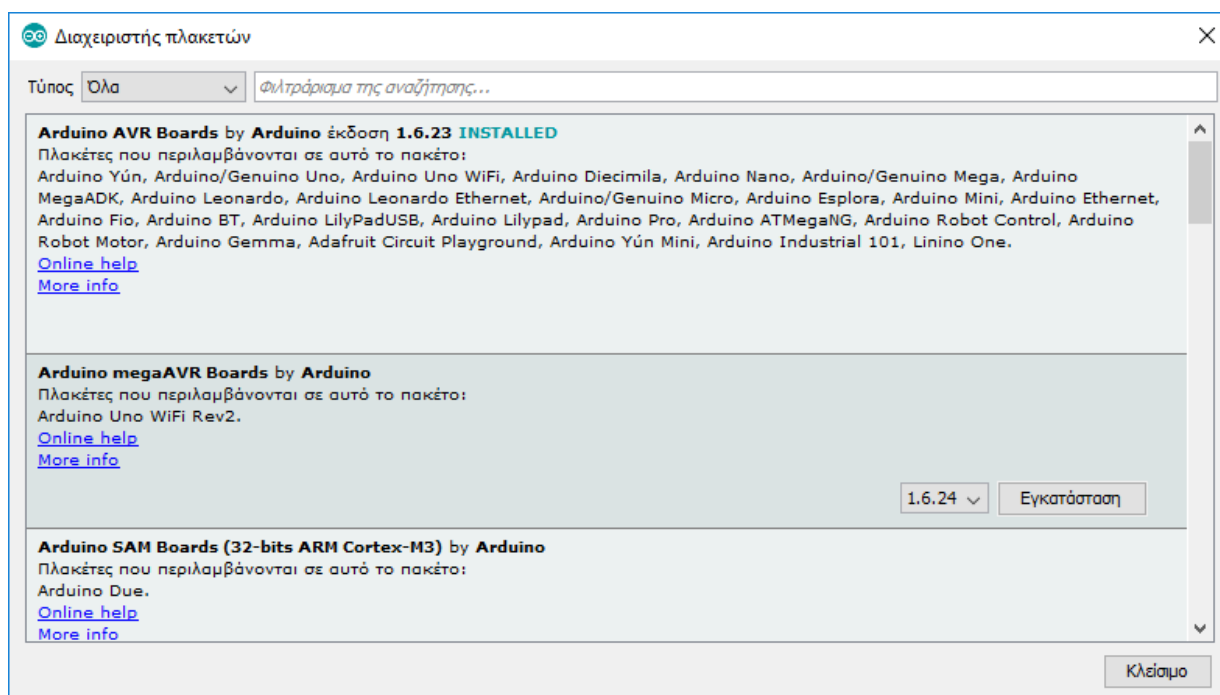 Διαχειριστής πλακετών
Τύπος Όλα Φιλτράρισμα της αναζήτησης...
Arduino AVR Boards by Arduino έκδοση 1.6.23 INSTALLED
Πλακέτες που περιλαμβάνονται σε αυτό το πακέτο:
Arduino Yún, Arduino/Genuino Uno, Arduino Uno WiFi, Arduino Diecimila, Arduino Nano, Arduino/Genuino Mega, Arduino
MegaADK, Arduino Leonardo, Arduino Leonardo Ethernet, Arduino/Genuino Micro, Arduino Esplora, Arduino Mini, Arduino Ethernet,
Arduino Fio, Arduino BT, Arduino LilyPadUSB, Arduino Lilypad, Arduino Pro, Arduino ATMegaNG, Arduino Robot Control, Arduino
Robot Motor, Arduino Gemma, Adafruit Circuit Playground, Arduino Yún Mini, Arduino Industrial 101, Linino One.
Online help
More info
Arduino megaAVR Boards by Arduino
Πλακέτες που περιλαμβάνονται σε αυτό το πακέτο:
Arduino Uno WiFi Rev2.
Online help
More info
1.6.24 Εγκατάσταση
Arduino SAM Boards (32-bits ARM Cortex-M3) by Arduino
Πλακέτες που περιλαμβάνονται σε αυτό το πακέτο:
Arduino Due.
Online help
More info
Κλείσιμο